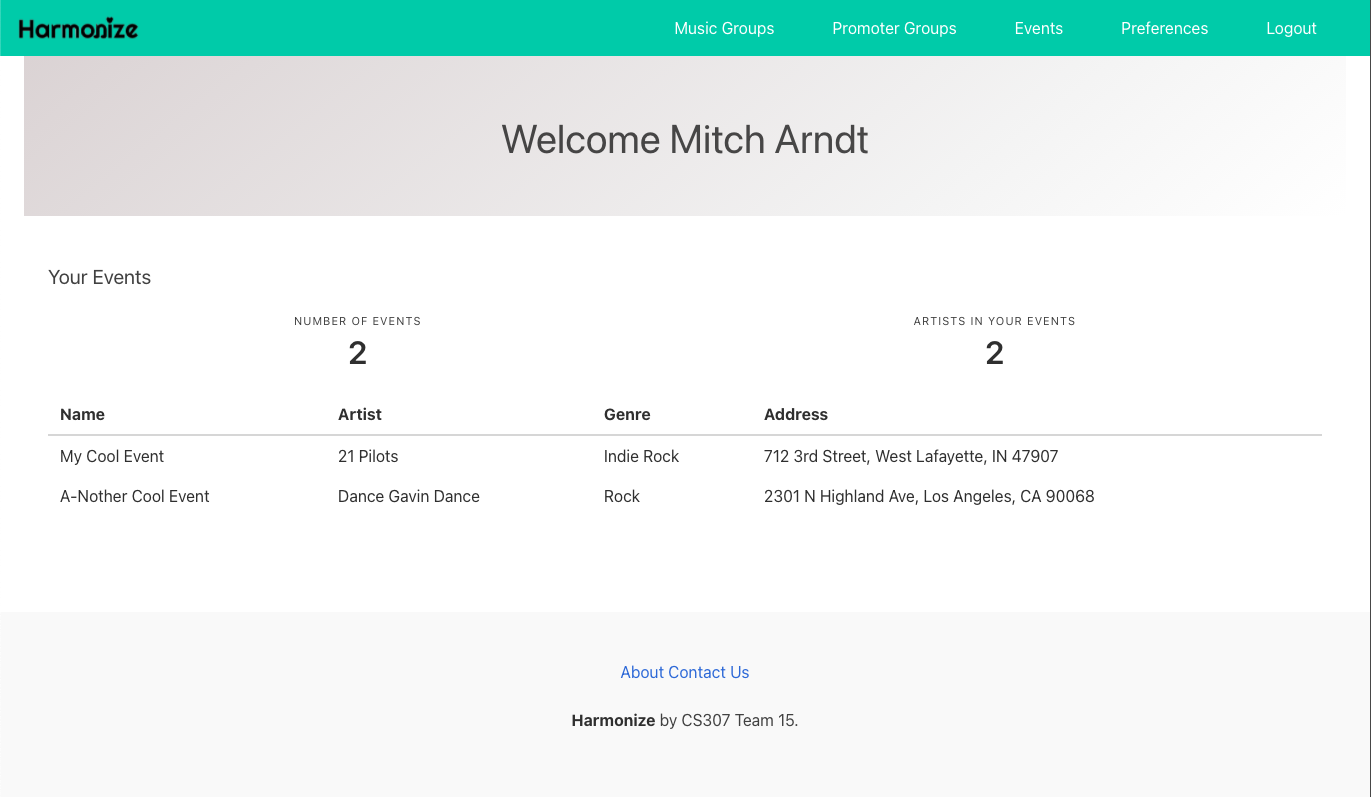 Harmonize Music Groups Promoter Groups Events Preferences Logout
Welcome Mitch Arndt
Your Events
NUMBER OF EVENTS ARTISTS IN YOUR EVENTS
2 2
Name Artist Genre Address
My Cool Event 21 Pilots Indie Rock 712 3rd Street, West Lafayette, IN 47907
A-Nother Cool Event Dance Gavin Dance Rock 2301 N Highland Ave, Los Angeles, CA 90068
About Contact Us
Harmonize by CS307 Team 15.